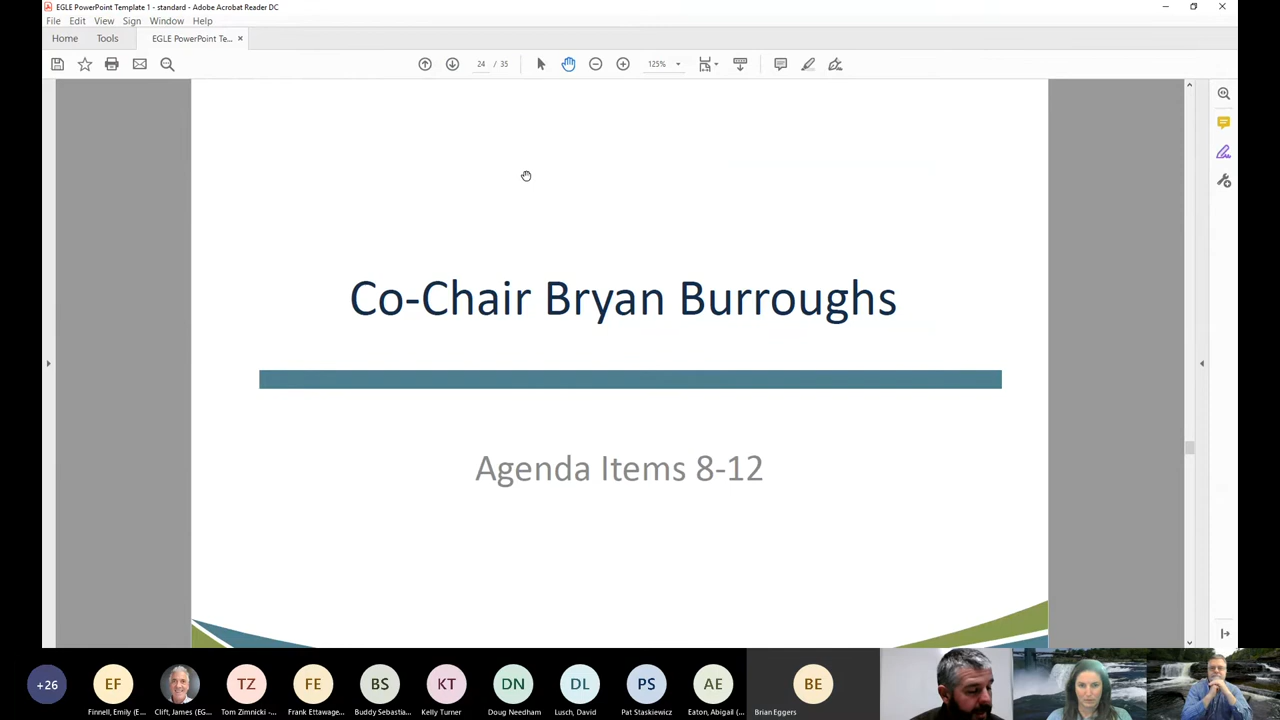 EGLE PowerPoint Template 1 - standard - Adobe Acrobat Reader DC
File Edit View Sign Window Help
Home Tools EGLE PowerPoint Te... ×
24 / 35 125%
Co-Chair Bryan Burroughs
Agenda Items 8-12
+26 EF TZ FE BS KT DN DL PS AE BE
Finnell, Emily (E... Clift, James (EG... Tom Zimnicki -... Frank Ettawage... Buddy Sebastia... Kelly Turner Doug Needham Lusch, David Pat Staskiewicz Eaton, Abigail (... Brian Eggers